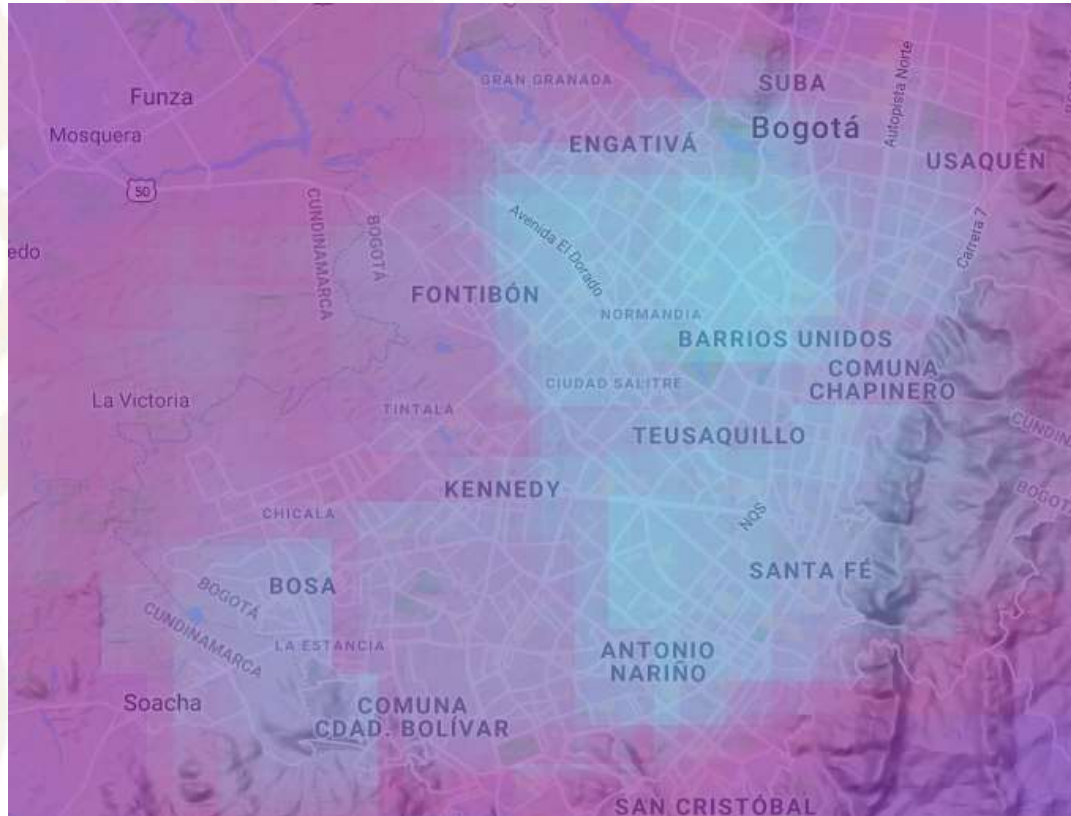 GRAN GRANADA
SUBA
Autopista Norte
Funza
Mosquera
Bogotá
ENGATIVÁ
USAQUÉN
50
CUNDINAMARCA
BOGOTÁ
Avenida El Dorado
Carrera 7
edo
FONTIBÓN
NORMANDIA
BARRIOS UNIDOS
COMUNA
CHAPINERO
CIUDAD SALITRE
La Victoria
TINTALA
TEUSAQUILLO
CUNDINA
BOGOT
KENNEDY
CHICALA
NQS
SANTA FÉ
BOSA
BOGOTÁ
CUNDINAMARCA
LA ESTANCIA
ANTONIO
NARIÑO
Soacha
COMUNA
CDAD. BOLÍVAR
SAN CRISTÓBAL